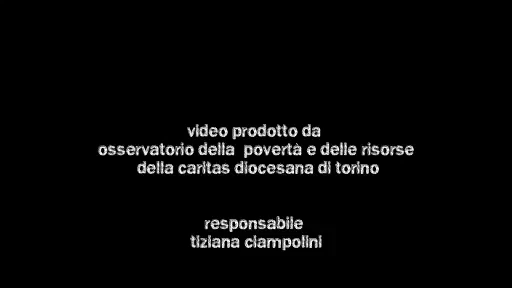 video prodotto da
osservatorio della povertà e delle risorse
della caritas diocesana di torino
responsabile
tiziana ciampolini